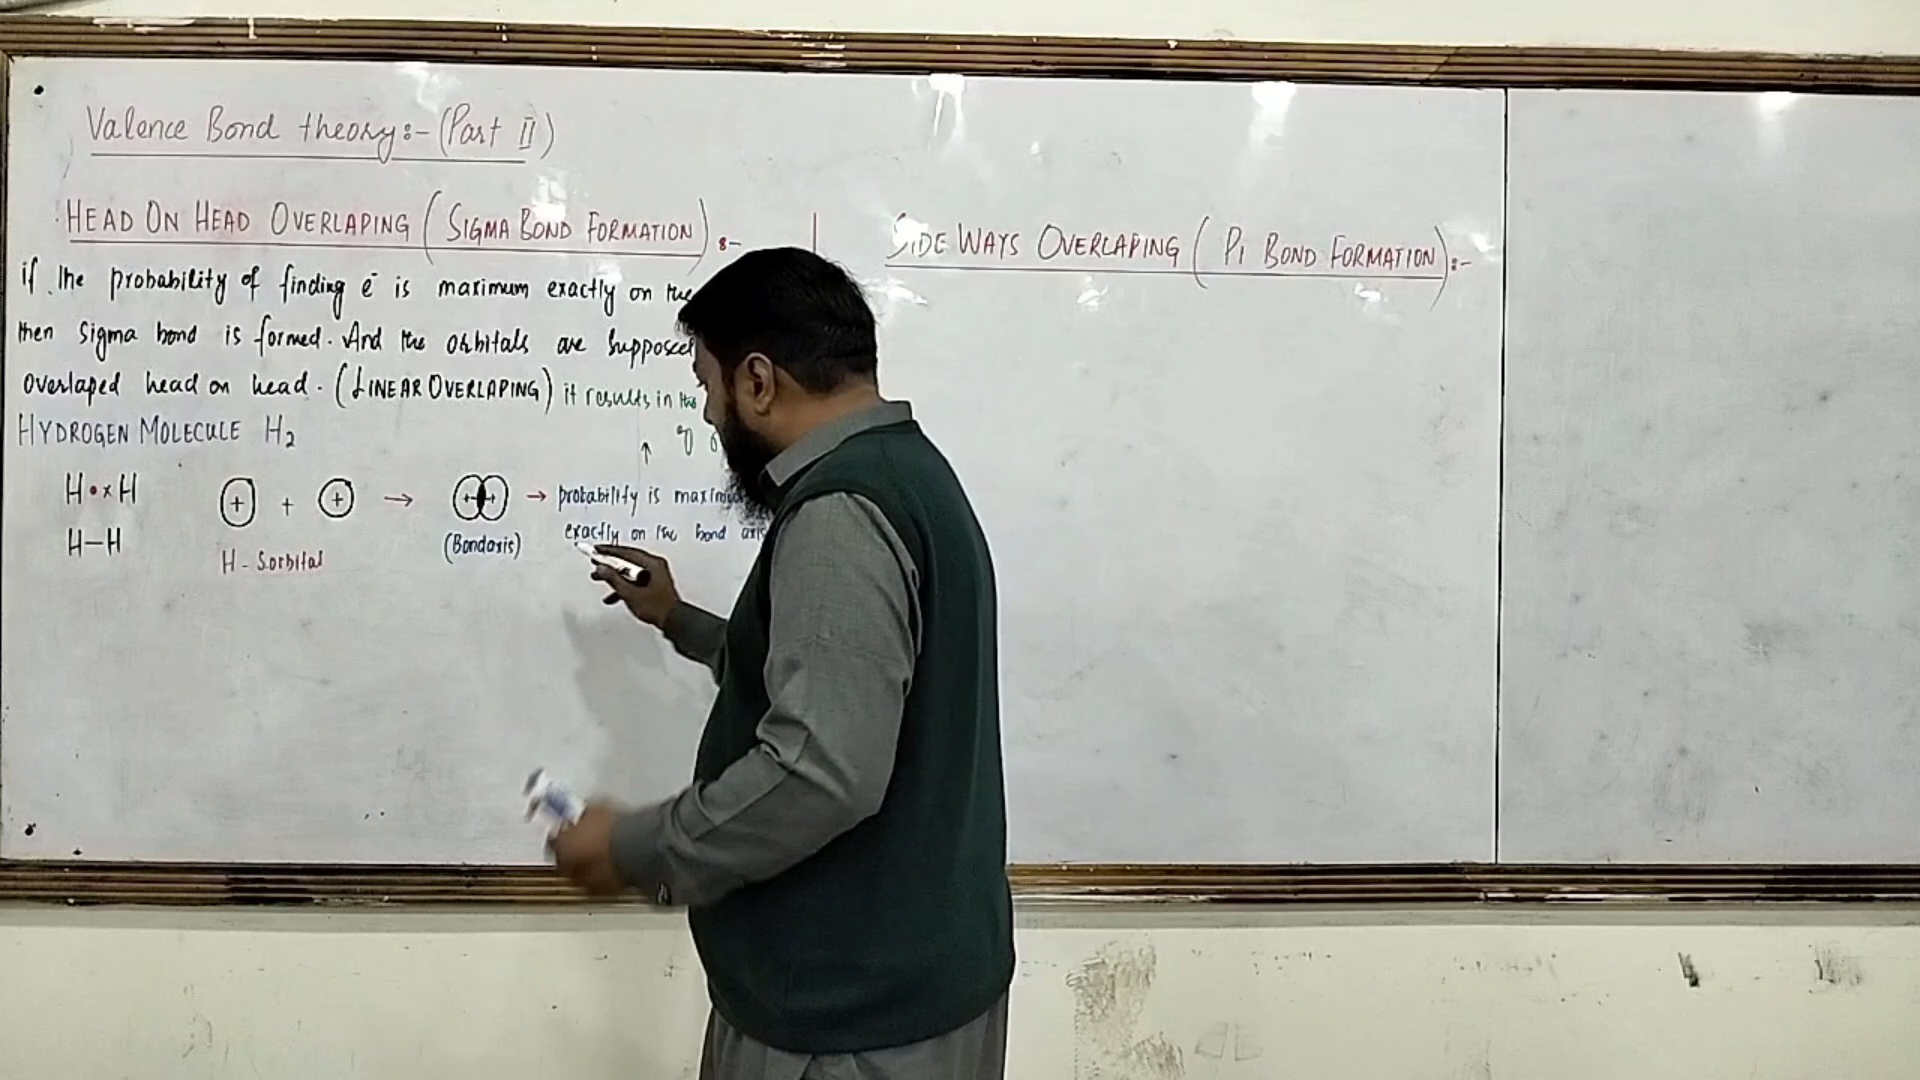 Valence Bond theory:-(Part II)
HEAD ON HEAD OVERLAPING (SIGMA BOND FORMATION):-
if the probability of finding ē is maximum exactly on the
then sigma bond is formed. And the orbitals are supposed
overlaped head on head. (LINEAR OVERLAPING) it results in the
HYDROGEN MOLECULE H₂
↑
H•xH + + + → ++ → probability is maximu
exactly on the bond axis
H–H
(Bondaxis)
H-Sorbital
SIDE WAYS OVERLAPING (PI BOND FORMATION):-